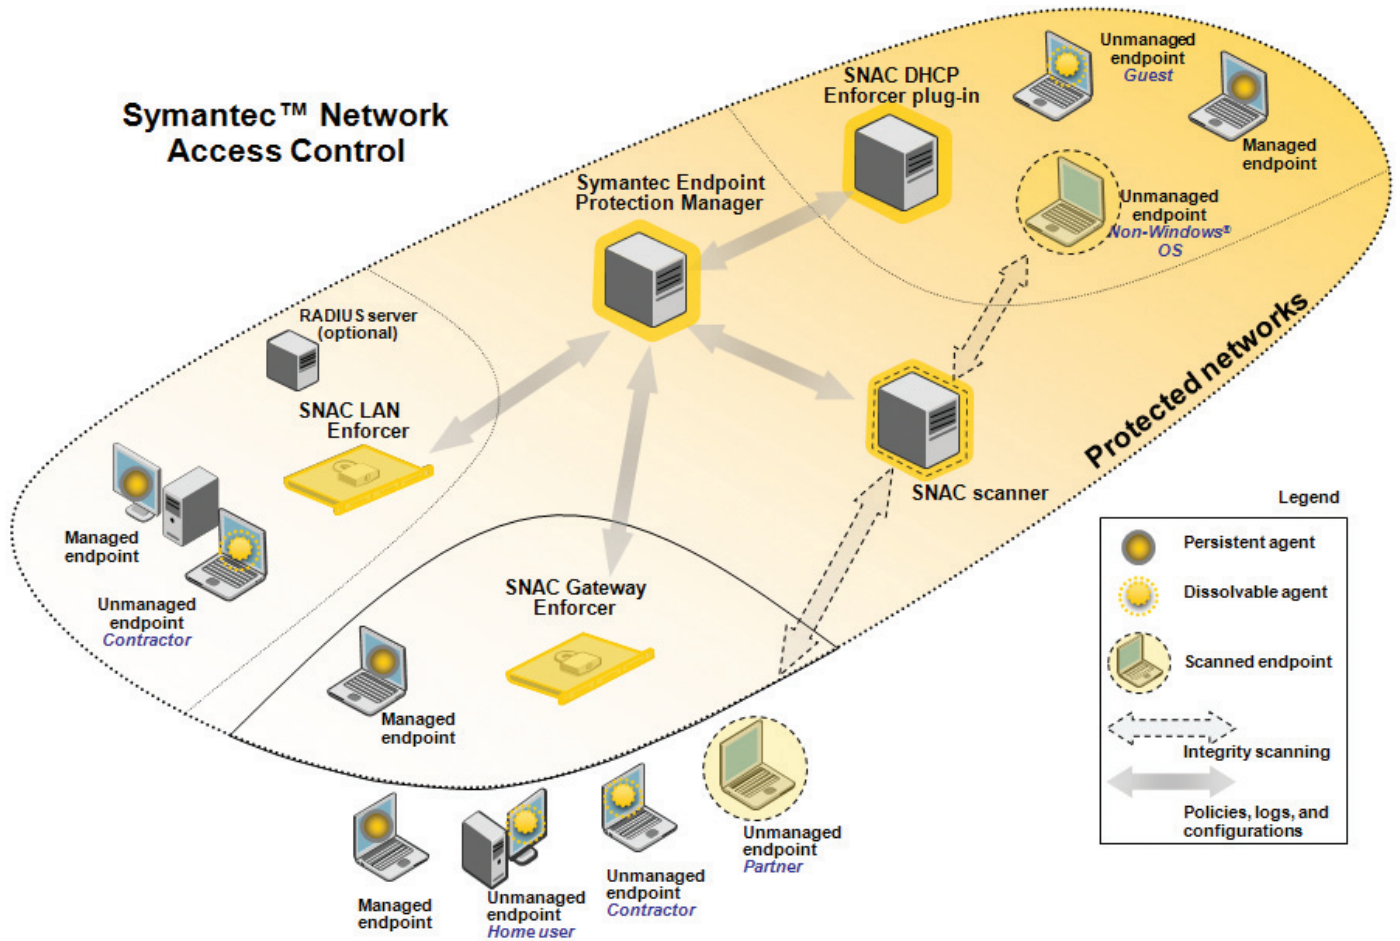 Symantec™ Network
Access Control
SNAC DHCP
Enforcer plug-in
Unmanaged
endpoint
Guest
Managed
endpoint
Symantec Endpoint
Protection Manager
Unmanaged
endpoint
Non-Windows®
OS
RADIUS server
(optional)
SNAC LAN
Enforcer
Protected networks
SNAC scanner
Managed
endpoint
Unmanaged
endpoint
Contractor
SNAC Gateway
Enforcer
Managed
endpoint
Managed
endpoint
Unmanaged
endpoint
Home user
Unmanaged
endpoint
Contractor
Unmanaged
endpoint
Partner
Legend
Persistent agent
Dissolvable agent
Scanned endpoint
Integrity scanning
Policies, logs, and
configurations